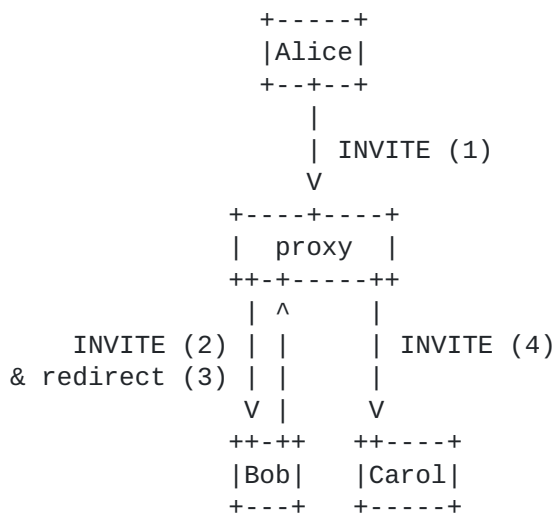 +-----+
|Alice|
+--+--+
|
| INVITE (1)
V
+----+----+
|  proxy  |
++-+-----++
| ^     |
INVITE (2) | |     | INVITE (4)
& redirect (3) | |     |
V |     V
++-++   ++----+
|Bob|   |Carol|
+---+   +-----+